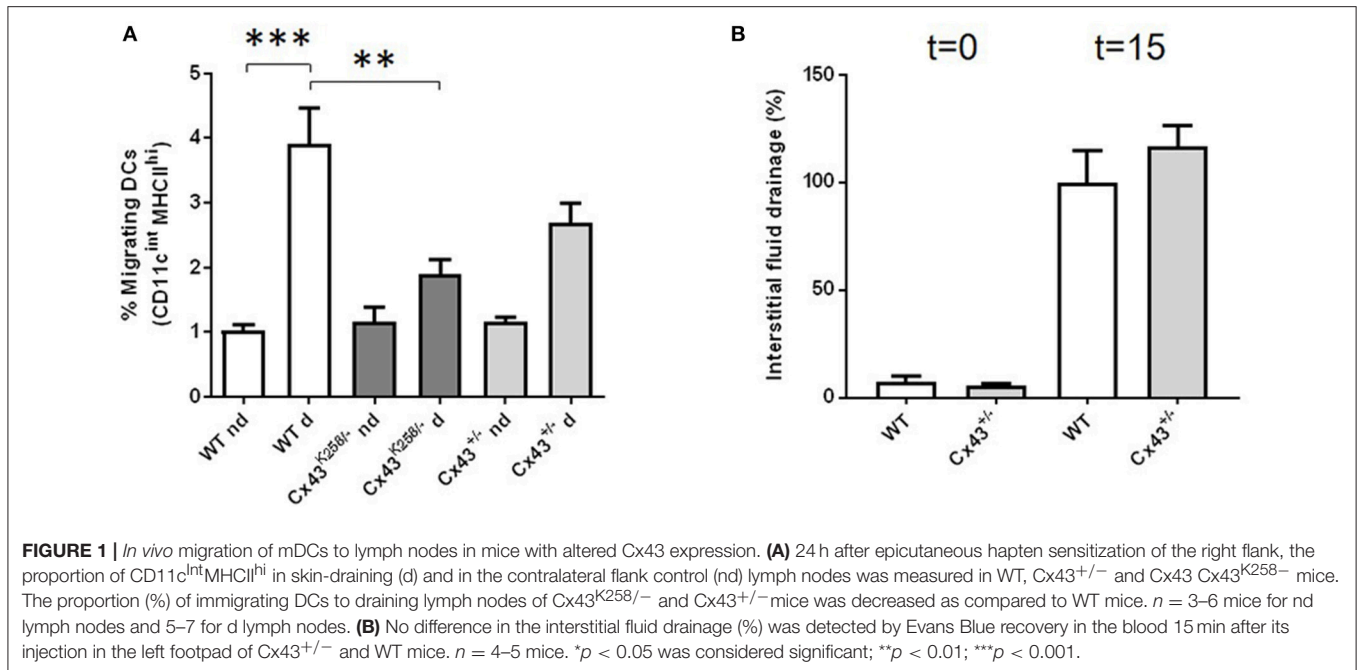 A
***
**
5
4
3
2
1
0
% Migrating DCs
(CD11c^int MHCII^hi)
WT nd
WT d
Cx43^K258/- nd
Cx43^K258/- d
Cx43^+/- nd
Cx43^+/- d
B
t=0 t=15
150
100
50
0
Interstitial fluid drainage (%)
WT
Cx43^+/-
WT
Cx43^+/-
FIGURE 1 | In vivo migration of mDCs to lymph nodes in mice with altered Cx43 expression. (A) 24 h after epicutaneous hapten sensitization of the right flank, the
proportion of CD11c^Int MHCII^hi in skin-draining (d) and in the contralateral flank control (nd) lymph nodes was measured in WT, Cx43^+/− and Cx43 Cx43^K258− mice.
The proportion (%) of immigrating DCs to draining lymph nodes of Cx43^K258/− and Cx43^+/− mice was decreased as compared to WT mice. n = 3–6 mice for nd
lymph nodes and 5–7 for d lymph nodes. (B) No difference in the interstitial fluid drainage (%) was detected by Evans Blue recovery in the blood 15 min after its
injection in the left footpad of Cx43^+/− and WT mice. n = 4–5 mice. *p < 0.05 was considered significant; **p < 0.01; ***p < 0.001.